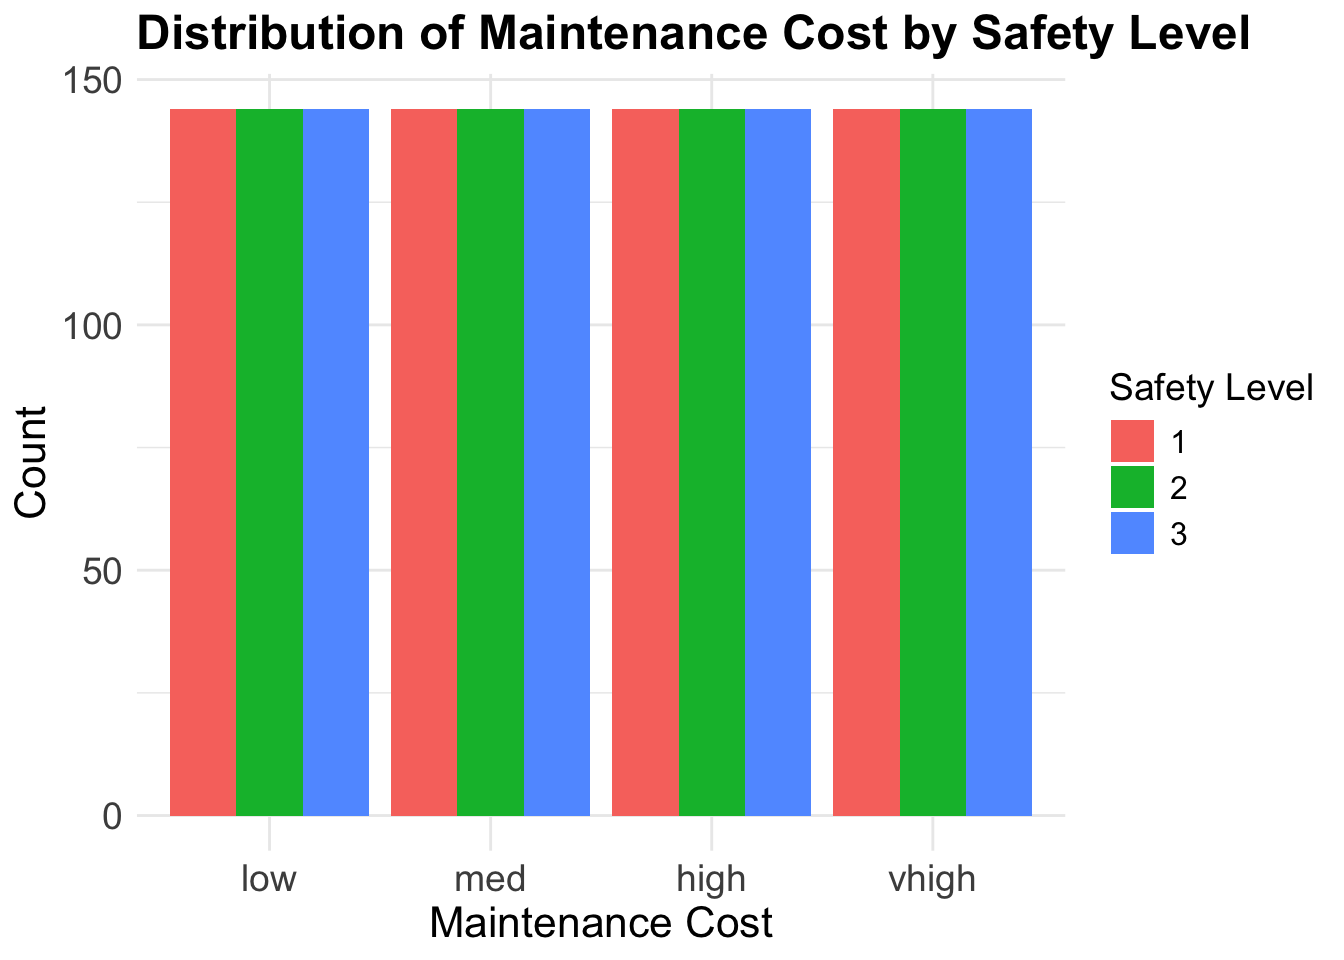 Distribution of Maintenance Cost by Safety Level
150
100
50
0
Count
low med high vhigh
Maintenance Cost
Safety Level
1
2
3